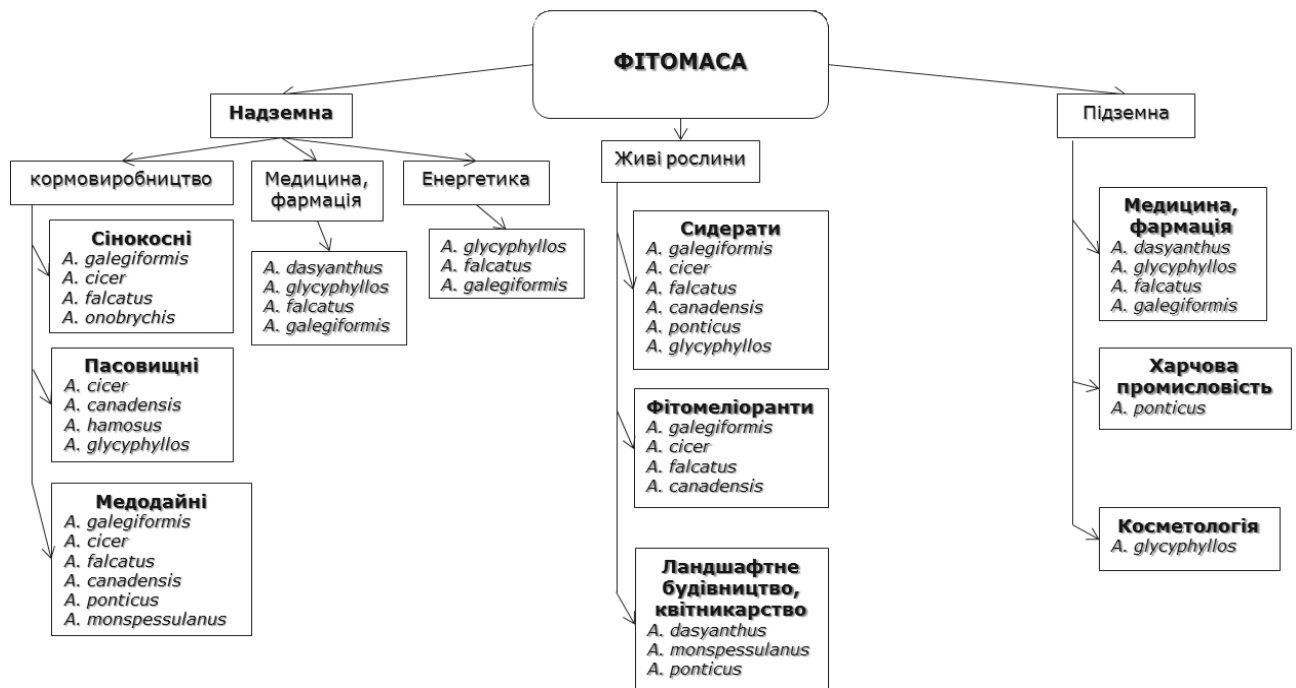 ФІТОМАСА
Надземна
кормовиробництво
Сінокосні
A. galegiformis
A. cicer
A. falcatus
A. onobrychis
Пасовищні
A. cicer
A. canadensis
A. hamosus
A. glycyphyllos
Медодайні
A. galegiformis
A. cicer
A. falcatus
A. canadensis
A. ponticus
A. monspessulanus
Медицина,
фармація
A. dasyanthus
A. glycyphyllos
A. falcatus
A. galegiformis
Енергетика
A. glycyphyllos
A. falcatus
A. galegiformis
Живі рослини
Сидерати
A. galegiformis
A. cicer
A. falcatus
A. canadensis
A. ponticus
A. glycyphyllos
Фітомеліоранти
A. galegiformis
A. cicer
A. falcatus
A. canadensis
Ландшафтне
будівництво,
квітникарство
A. dasyanthus
A. monspessulanus
A. ponticus
Підземна
Медицина,
фармація
A. dasyanthus
A. glycyphyllos
A. falcatus
A. galegiformis
Харчова
промисловість
A. ponticus
Косметологія
A. glycyphyllos